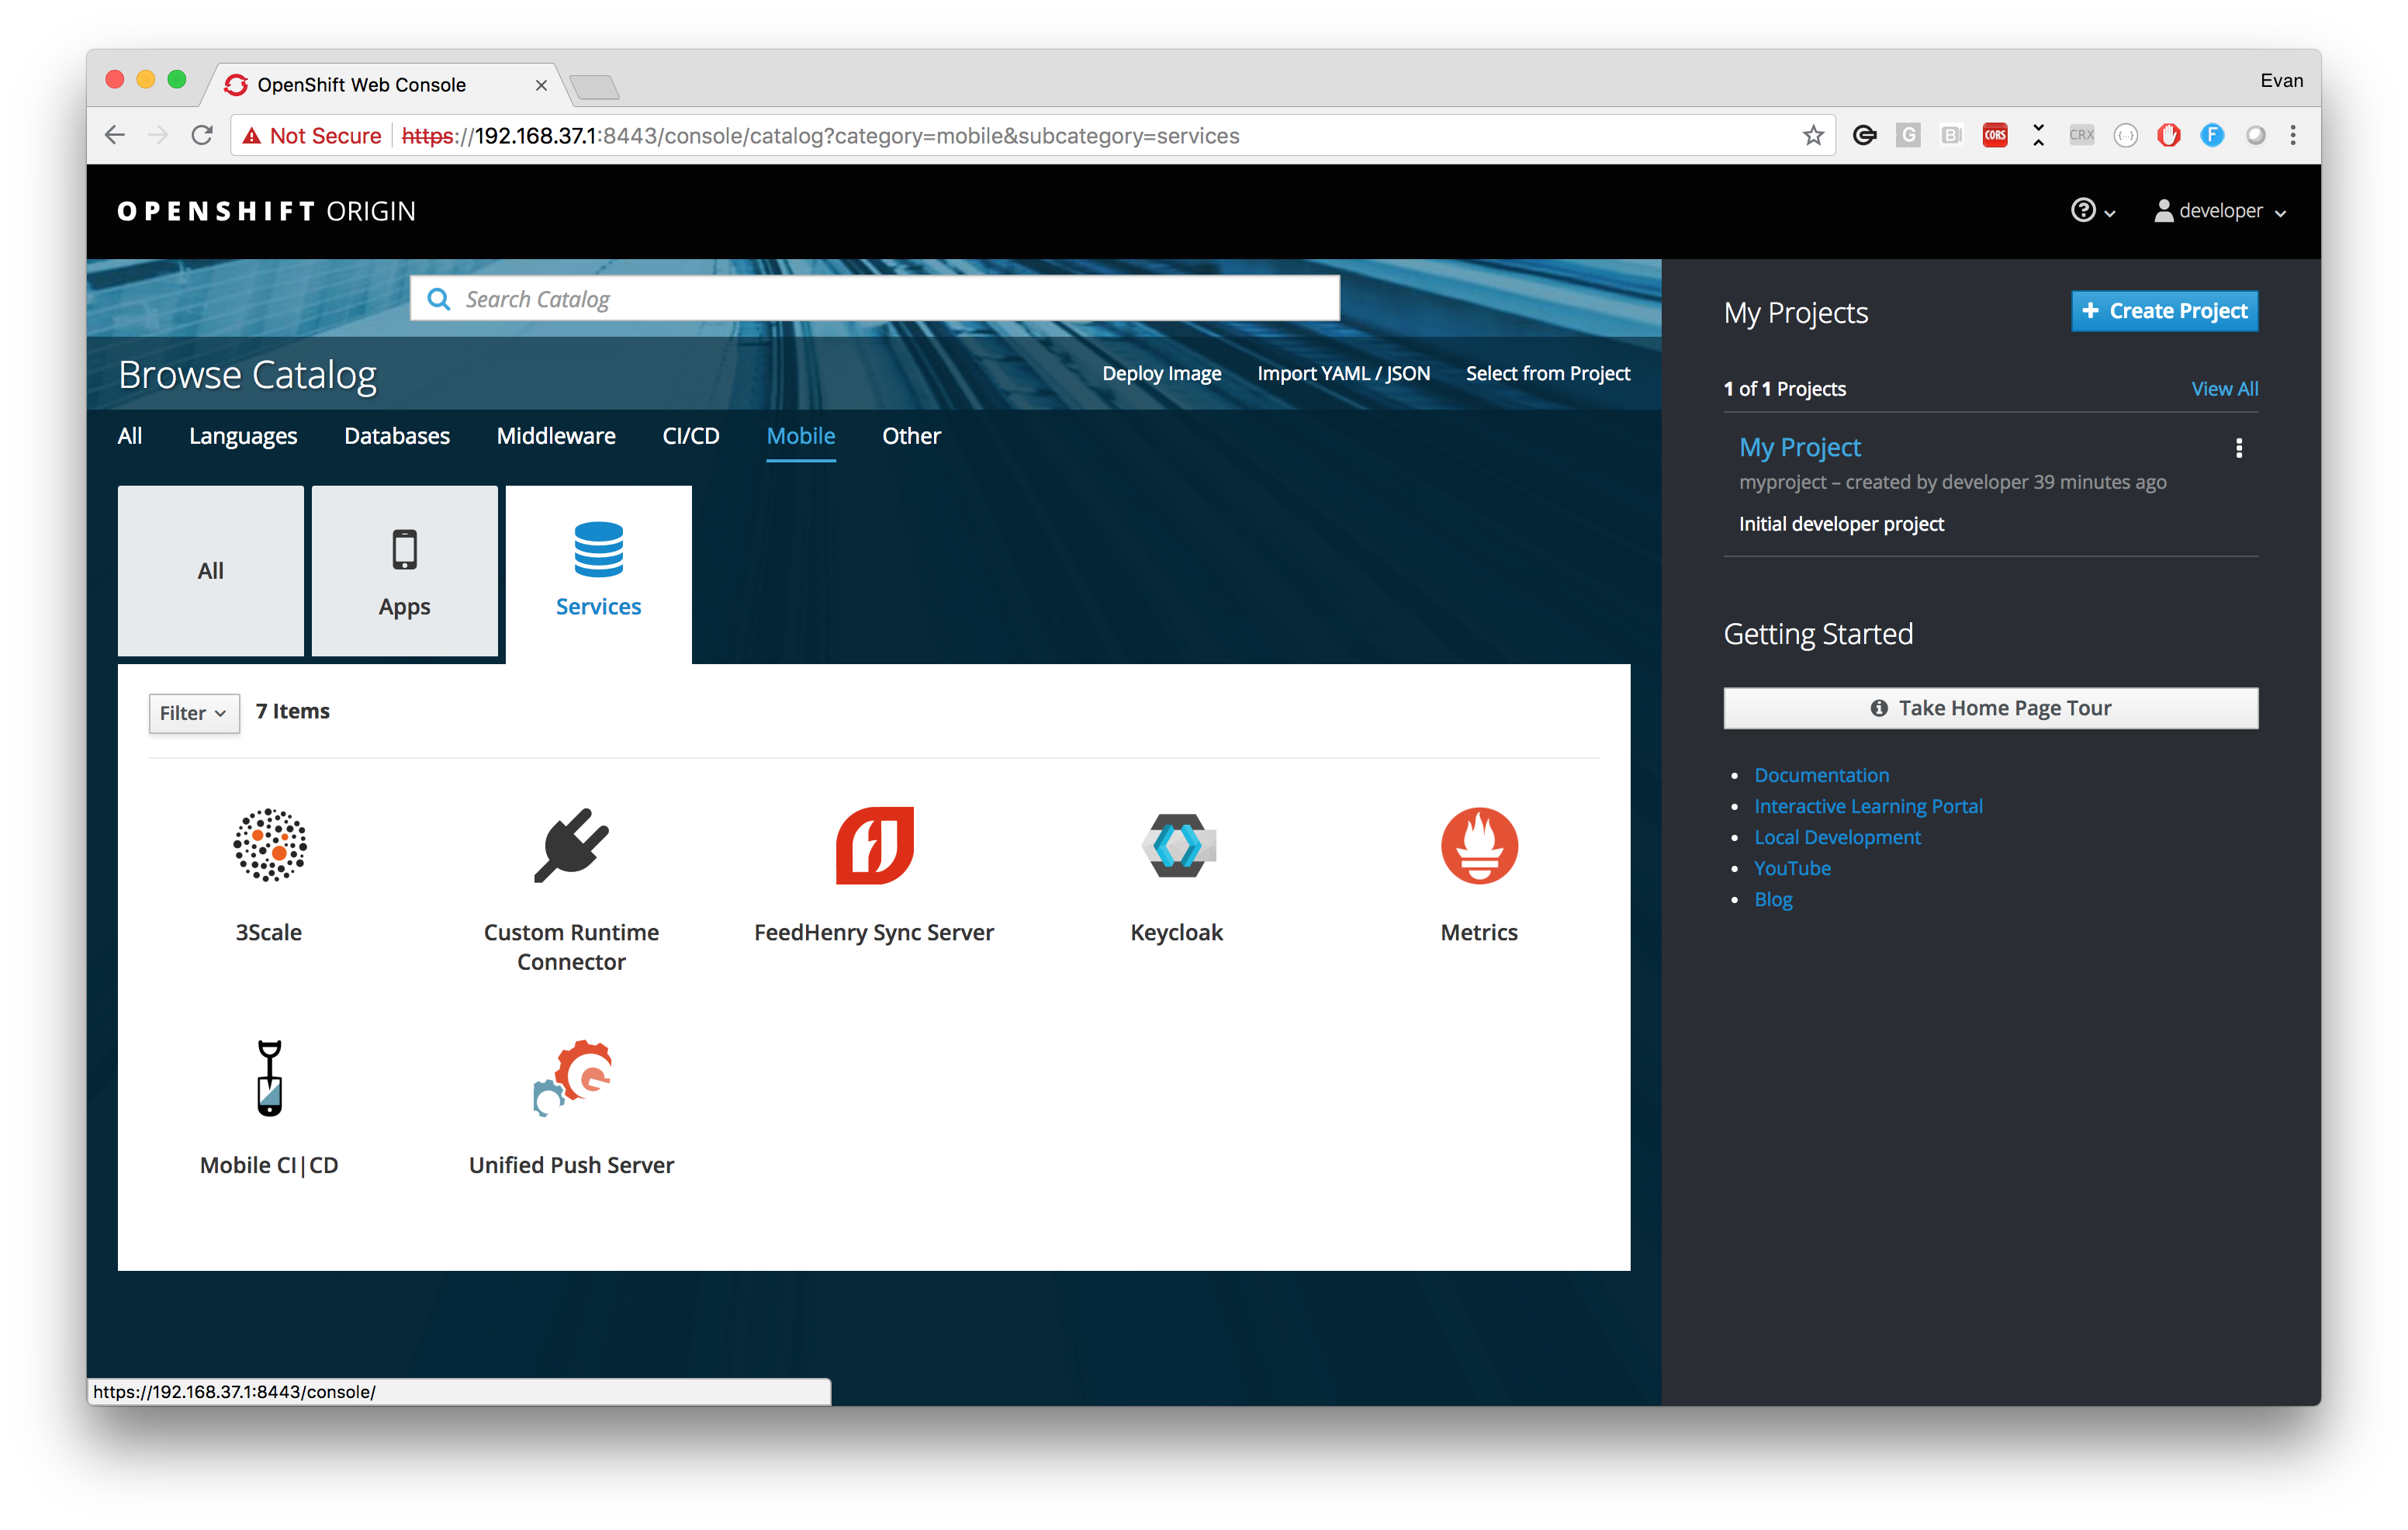 OpenShift Web Console
Evan
Not Secure https://192.168.37.1:8443/console/catalog?category=mobile&subcategory=services
G
B
CORS
CRX
F
OPENSHIFT ORIGIN
developer
Search Catalog
Browse Catalog
Deploy Image
Import YAML / JSON
Select from Project
All
Languages
Databases
Middleware
CI/CD
Mobile
Other
All
Apps
Services
Filter
7 Items
3Scale
Custom Runtime
Connector
FeedHenry Sync Server
Keycloak
Metrics
Mobile CI|CD
Unified Push Server
My Projects
+ Create Project
1 of 1 Projects
View All
My Project
myproject – created by developer 39 minutes ago
Initial developer project
Getting Started
Take Home Page Tour
Documentation
Interactive Learning Portal
Local Development
YouTube
Blog
https://192.168.37.1:8443/console/